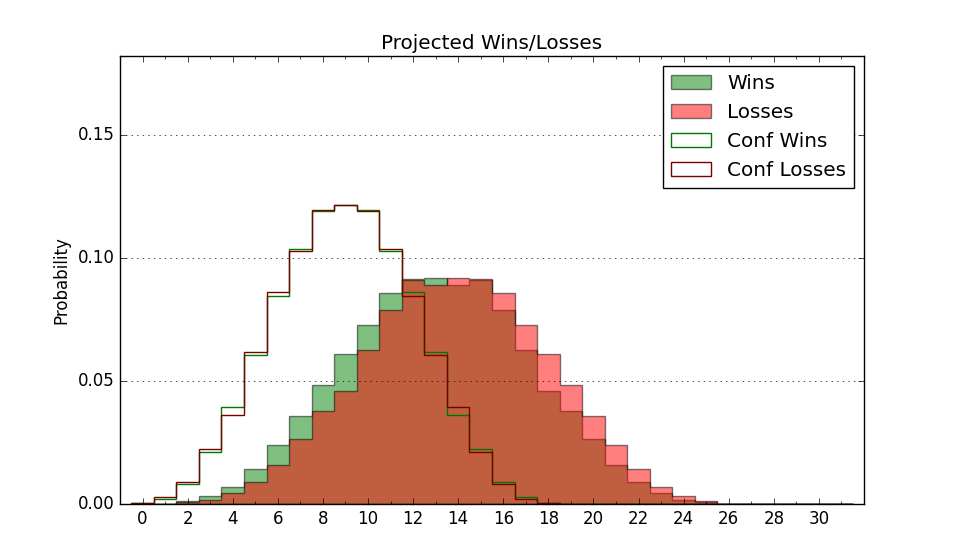 Projected Wins/Losses
Wins
Losses
Conf Wins
Conf Losses
Probability
0.15
0.10
0.05
0.00
0 2 4 6 8 10 12 14 16 18 20 22 24 26 28 30